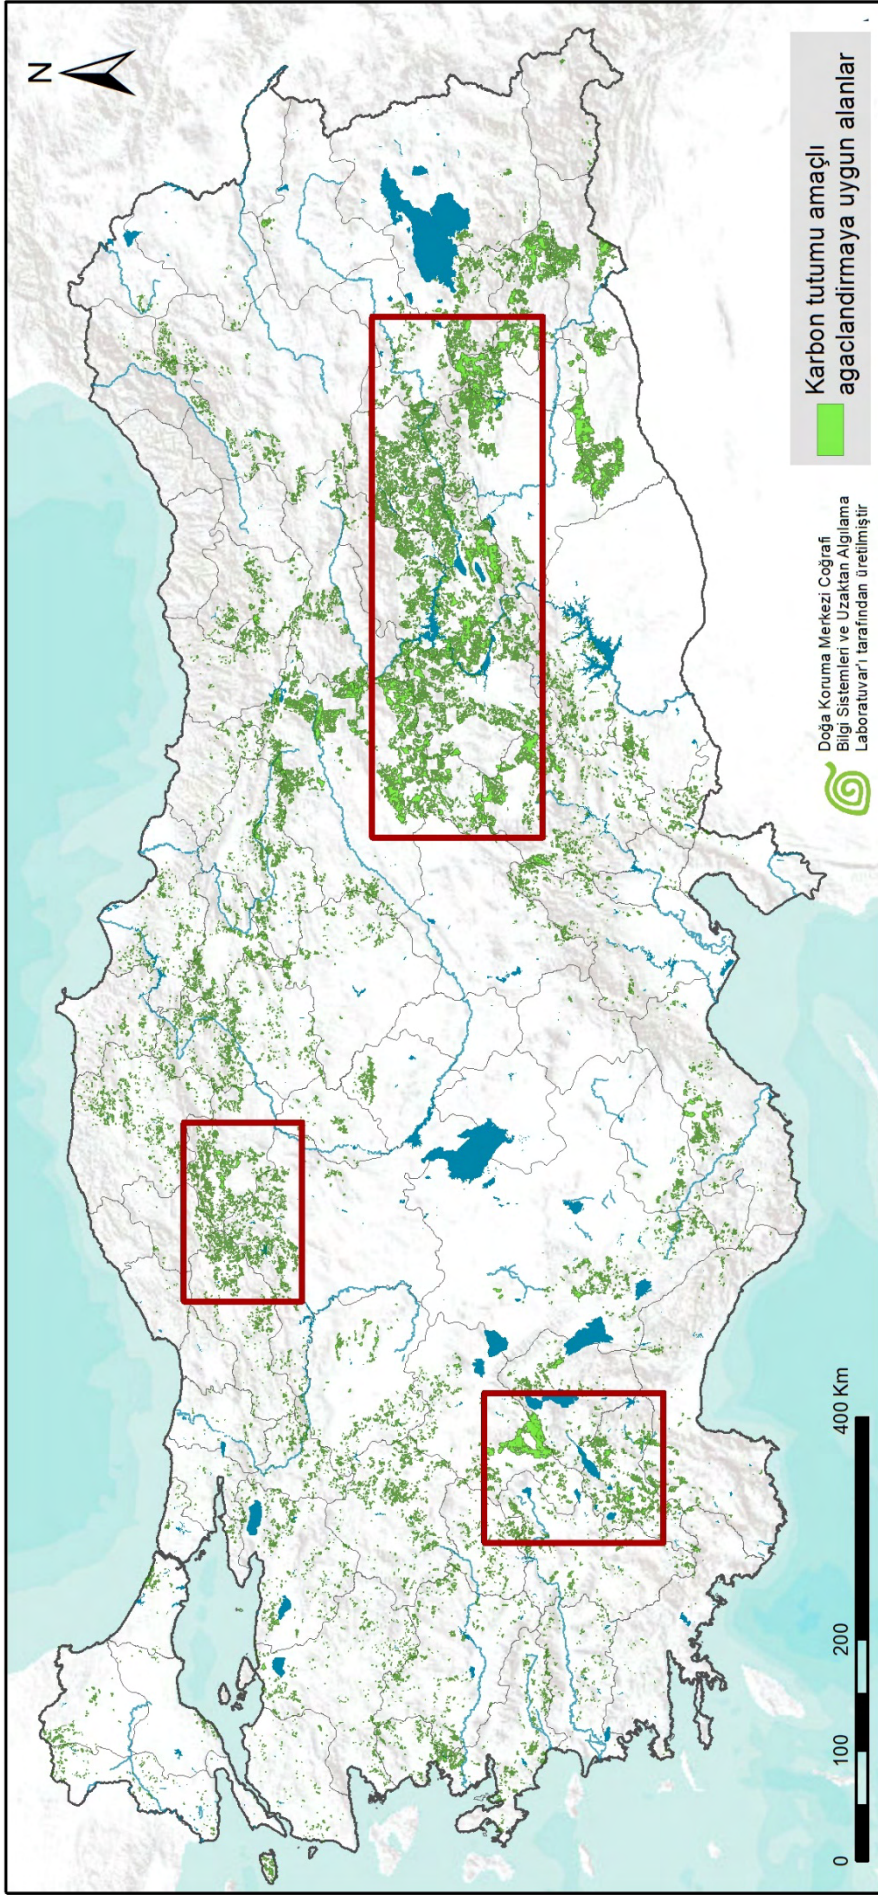 N
Karbon tutumu amaçlı
agaclandirmaya uygun alanlar
Doğa Koruma Merkezi Coğrafi
Bilgi Sistemleri ve Uzaktan Algılama
Laboratuvar'ı tarafından üretilmiştir
0 100 200 400 Km